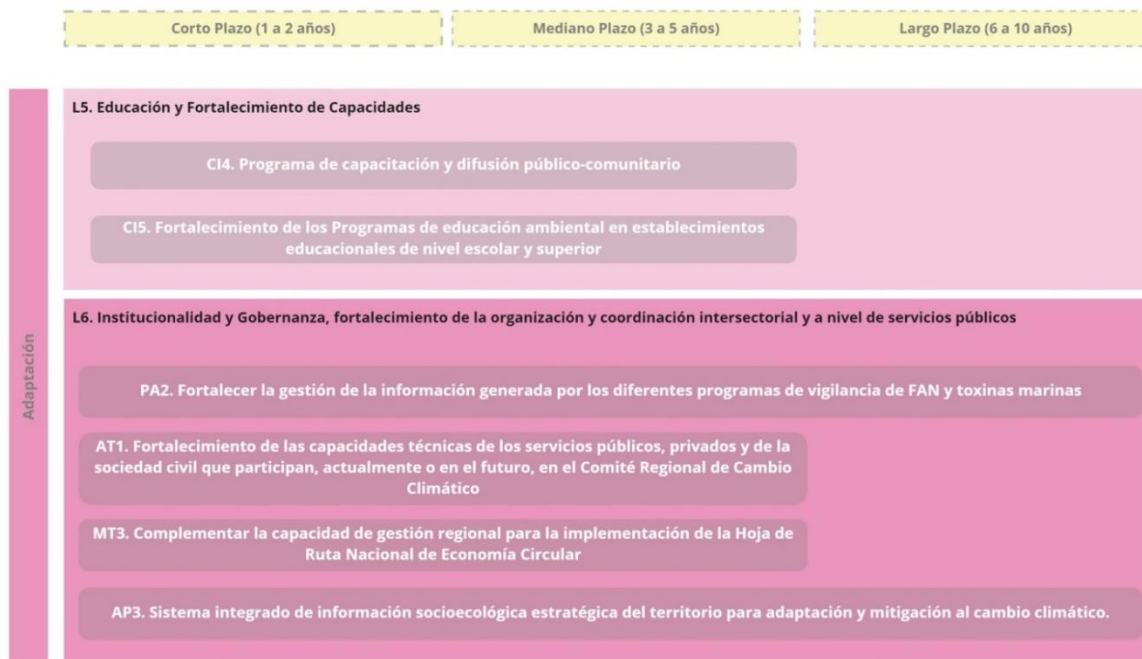 Corto Plazo (1 a 2 años)
Mediano Plazo (3 a 5 años)
Largo Plazo (6 a 10 años)
Adaptación
L5. Educación y Fortalecimiento de Capacidades
CI4. Programa de capacitación y difusión público-comunitario
CI5. Fortalecimiento de los Programas de educación ambiental en establecimientos
educacionales de nivel escolar y superior
L6. Institucionalidad y Gobernanza, fortalecimiento de la organización y coordinación intersectorial y a nivel de servicios públicos
PA2. Fortalecer la gestión de la información generada por los diferentes programas de vigilancia de FAN y toxinas marinas
AT1. Fortalecimiento de las capacidades técnicas de los servicios públicos, privados y de la
sociedad civil que participan, actualmente o en el futuro, en el Comité Regional de Cambio
Climático
MT3. Complementar la capacidad de gestión regional para la implementación de la Hoja de
Ruta Nacional de Economía Circular
AP3. Sistema integrado de información socioecológica estratégica del territorio para adaptación y mitigación al cambio climático.